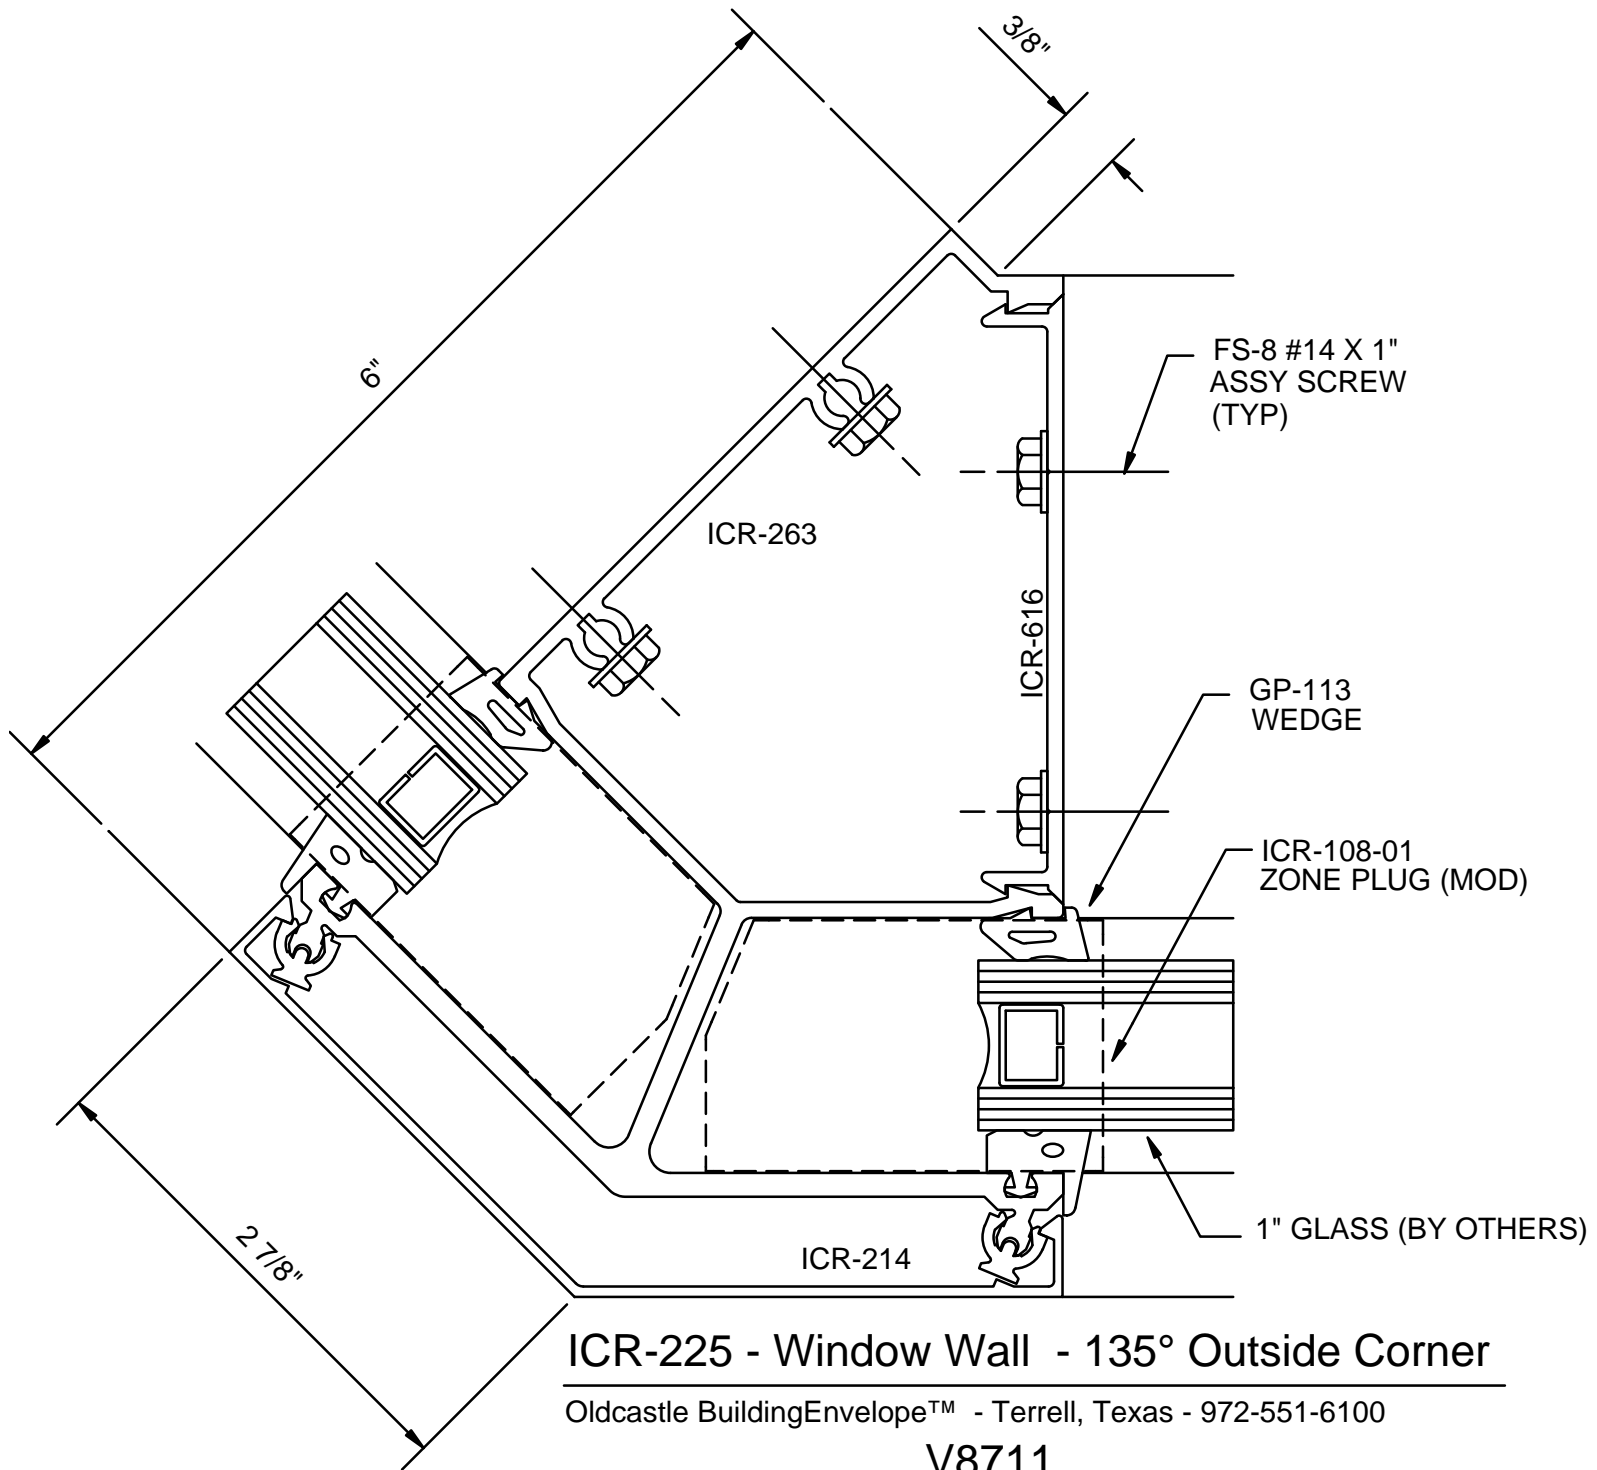 3/8"
6"
FS-8 #14 X 1"
ASSY SCREW
(TYP)
ICR-263
ICR-616
GP-113
WEDGE
ICR-108-01
ZONE PLUG (MOD)
1" GLASS (BY OTHERS)
2 7/8"
ICR-214
ICR-225 - Window Wall - 135° Outside Corner
Oldcastle BuildingEnvelope™ - Terrell, Texas - 972-551-6100
V8711